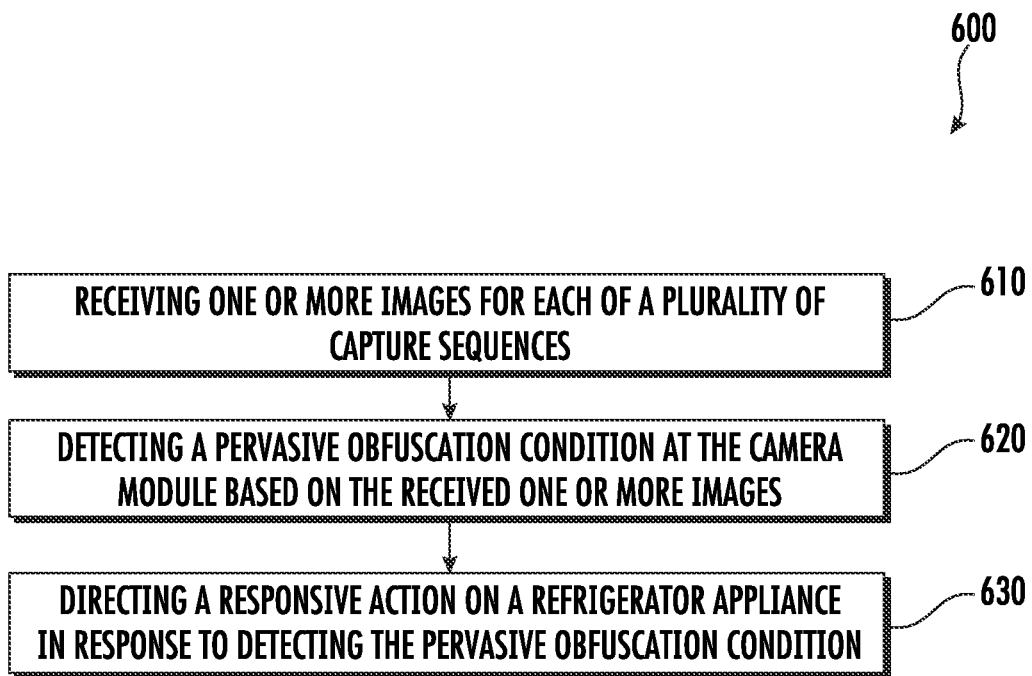 600
RECEIVING ONE OR MORE IMAGES FOR EACH OF A PLURALITY OF
CAPTURE SEQUENCES
610
DETECTING A PERVASIVE OBFUSCATION CONDITION AT THE CAMERA
MODULE BASED ON THE RECEIVED ONE OR MORE IMAGES
620
DIRECTING A RESPONSIVE ACTION ON A REFRIGERATOR APPLIANCE
IN RESPONSE TO DETECTING THE PERVASIVE OBFUSCATION CONDITION
630